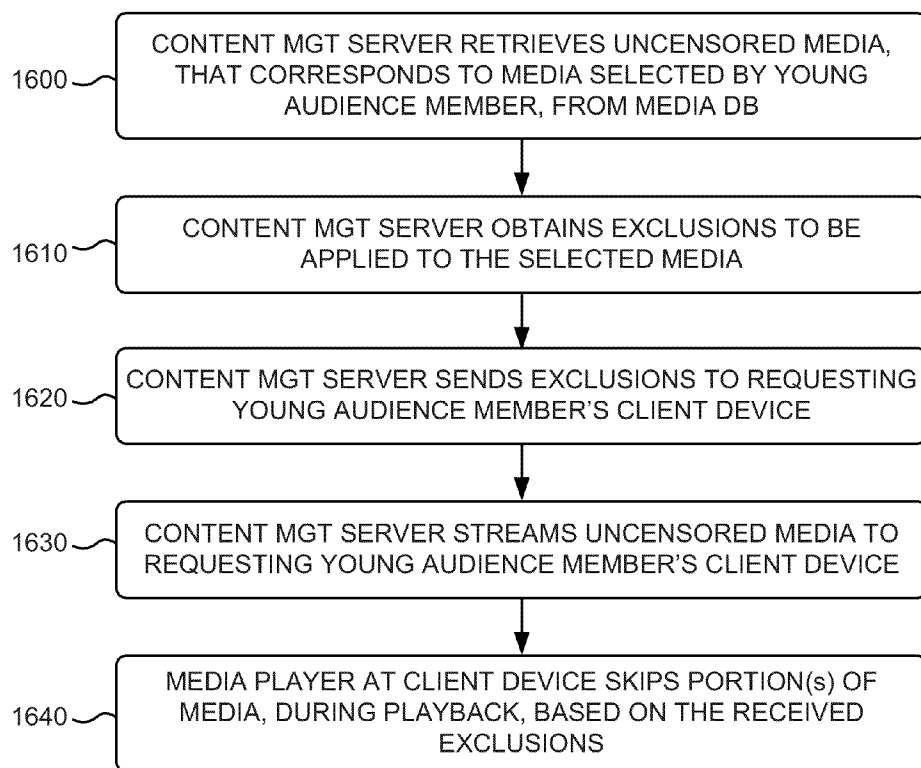 1600
CONTENT MGT SERVER RETRIEVES UNCENSORED MEDIA,
THAT CORRESPONDS TO MEDIA SELECTED BY YOUNG
AUDIENCE MEMBER, FROM MEDIA DB
1610
CONTENT MGT SERVER OBTAINS EXCLUSIONS TO BE
APPLIED TO THE SELECTED MEDIA
1620
CONTENT MGT SERVER SENDS EXCLUSIONS TO REQUESTING
YOUNG AUDIENCE MEMBER'S CLIENT DEVICE
1630
CONTENT MGT SERVER STREAMS UNCENSORED MEDIA TO
REQUESTING YOUNG AUDIENCE MEMBER'S CLIENT DEVICE
1640
MEDIA PLAYER AT CLIENT DEVICE SKIPS PORTION(s) OF
MEDIA, DURING PLAYBACK, BASED ON THE RECEIVED
EXCLUSIONS